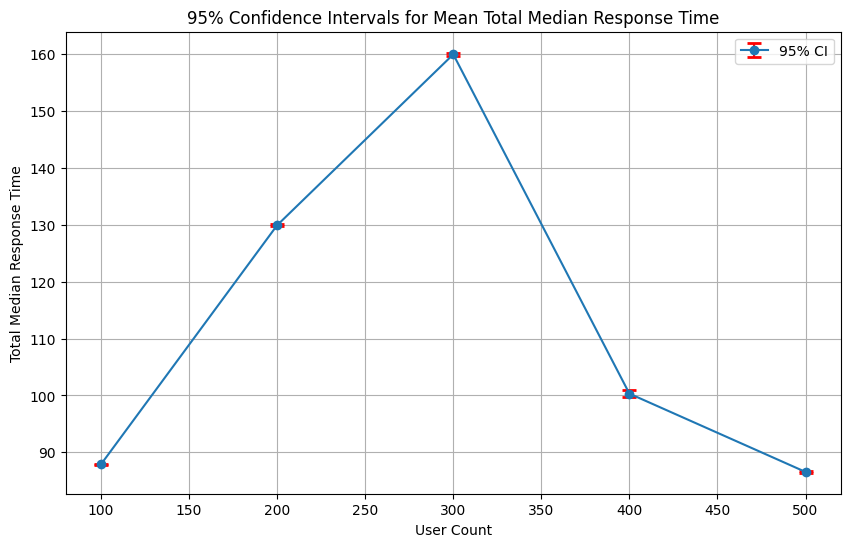 95% Confidence Intervals for Mean Total Median Response Time
95% CI
160
150
140
130
120
110
100
90
Total Median Response Time
100 150 200 250 300 350 400 450 500
User Count